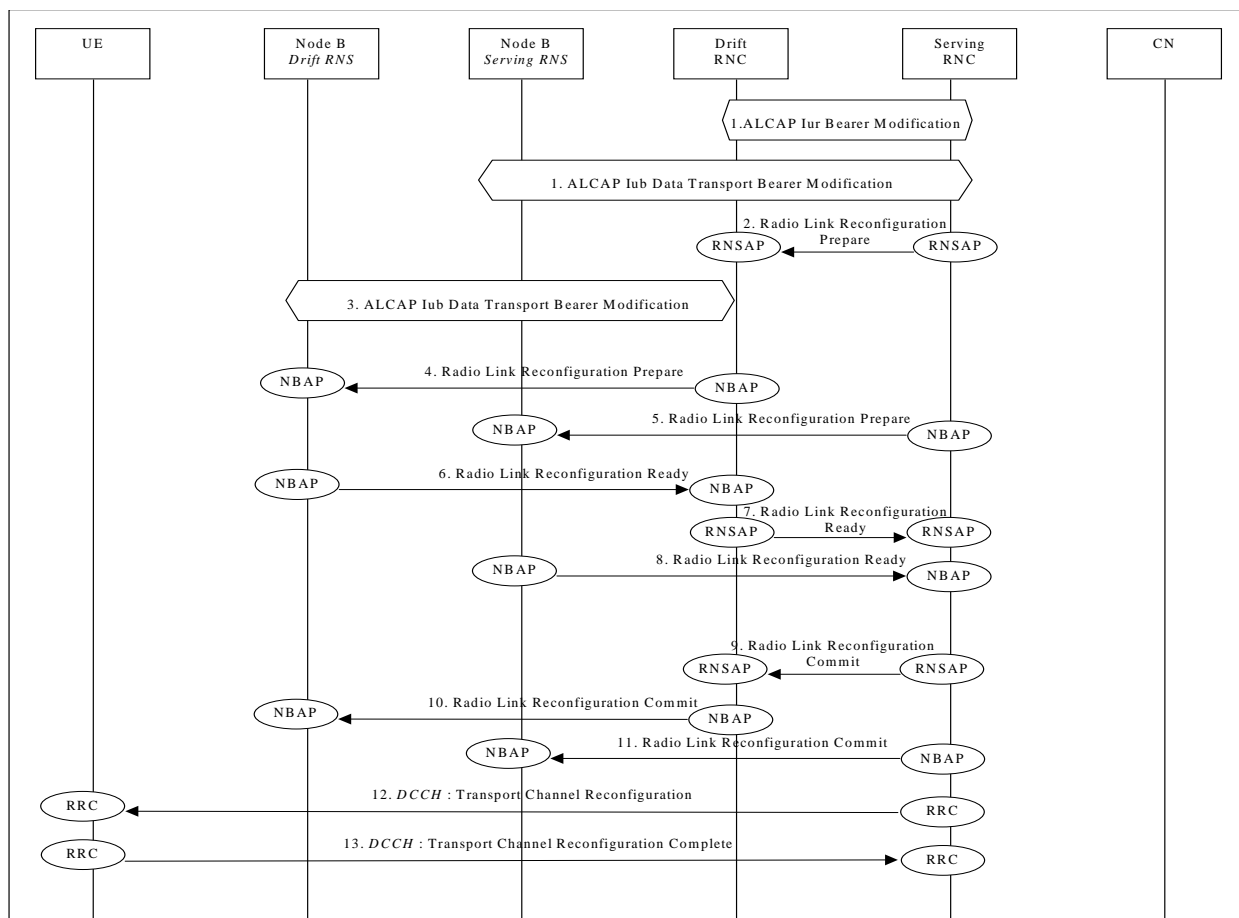 UE
Node B
Drift RNS
Node B
Serving RNS
Drift
RNC
Serving
RNC
CN
1.ALCAP Iur Bearer Modification
1. ALCAP Iub Data Transport Bearer Modification
2. Radio Link Reconfiguration
Prepare
RNSAP
RNSAP
3. ALCAP Iub Data Transport Bearer Modification
4. Radio Link Reconfiguration Prepare
NBAP
NBAP
5. Radio Link Reconfiguration Prepare
NBAP
NBAP
6. Radio Link Reconfiguration Ready
NBAP
NBAP
7. Radio Link Reconfiguration
Ready
RNSAP
RNSAP
8. Radio Link Reconfiguration Ready
NBAP
NBAP
9. Radio Link Reconfiguration
Commit
RNSAP
RNSAP
10. Radio Link Reconfiguration Commit
NBAP
NBAP
11. Radio Link Reconfiguration Commit
NBAP
NBAP
12. DCCH : Transport Channel Reconfiguration
RRC
RRC
13. DCCH : Transport Channel Reconfiguration Complete
RRC
RRC